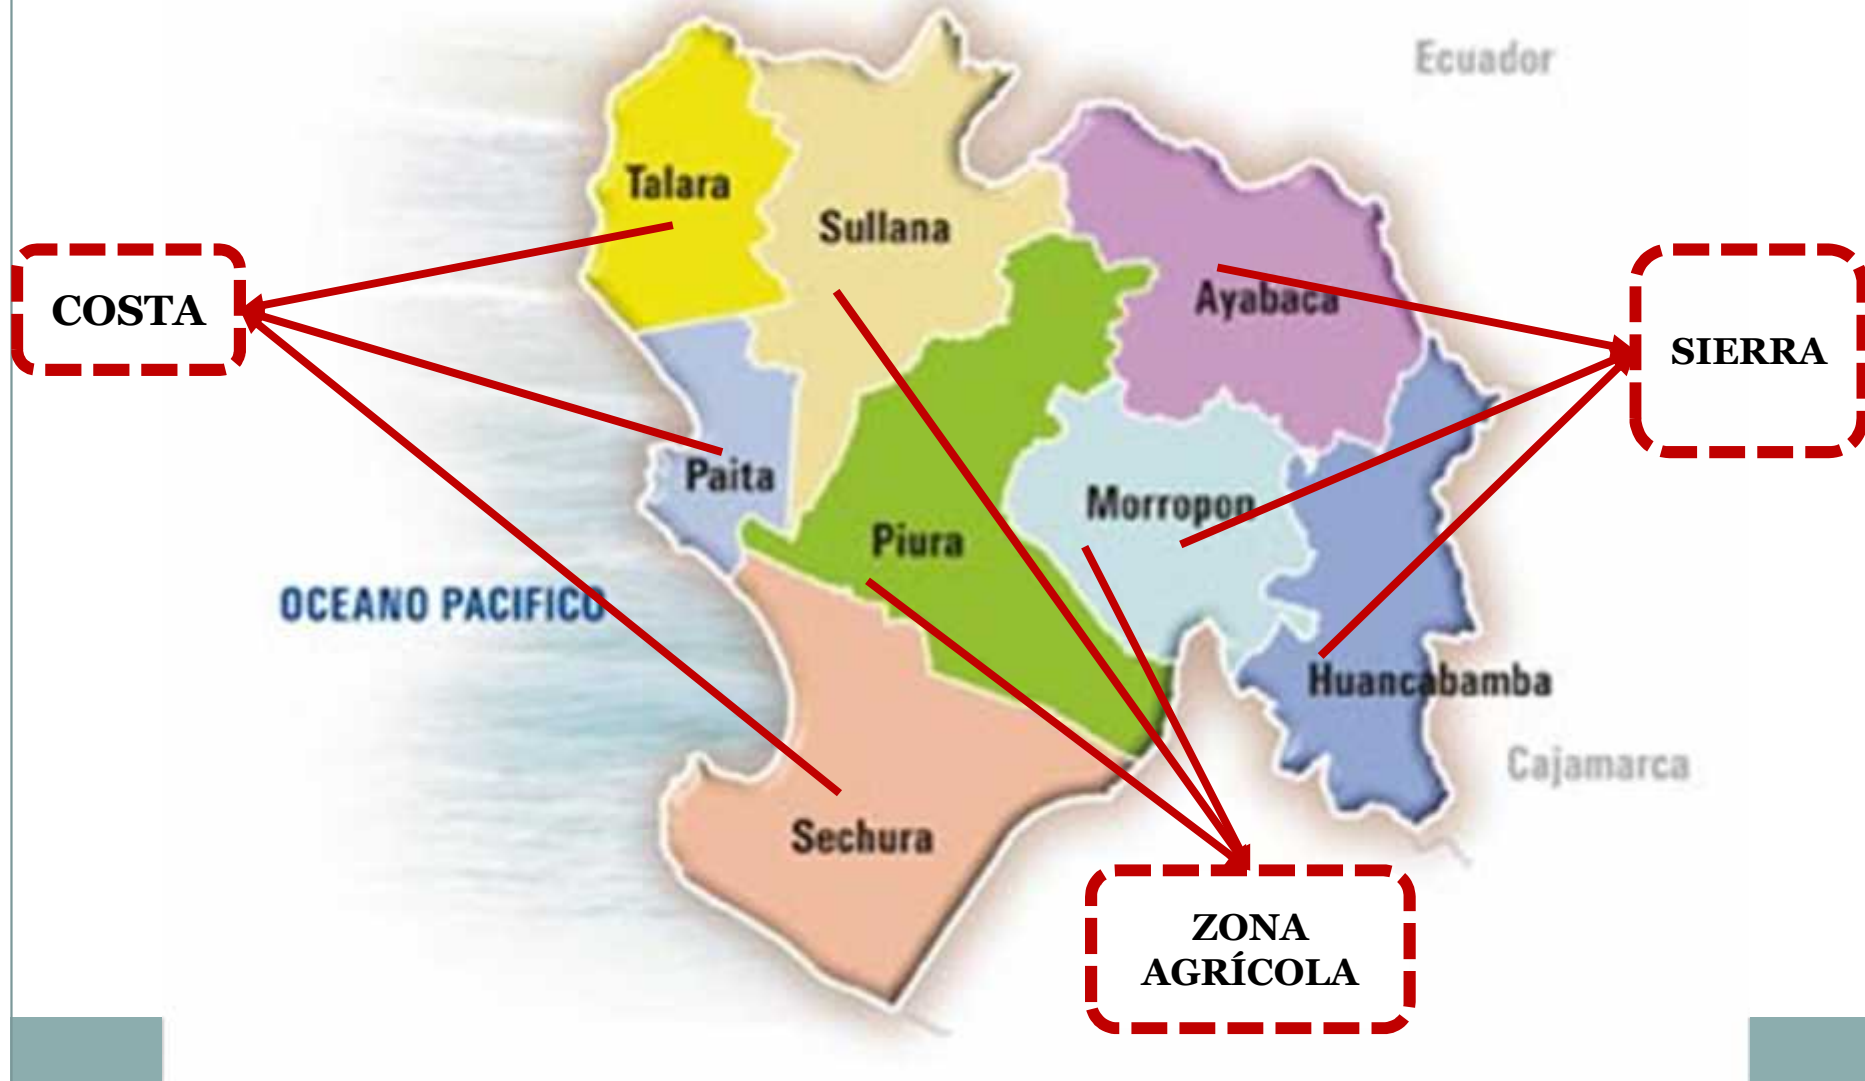 Ecuador
Talara
Sullana
COSTA
Ayabaca
SIERRA
Paita
Morropon
Piura
OCEANO PACIFICO
Huancabamba
Cajamarca
Sechura
ZONA
AGRÍCOLA